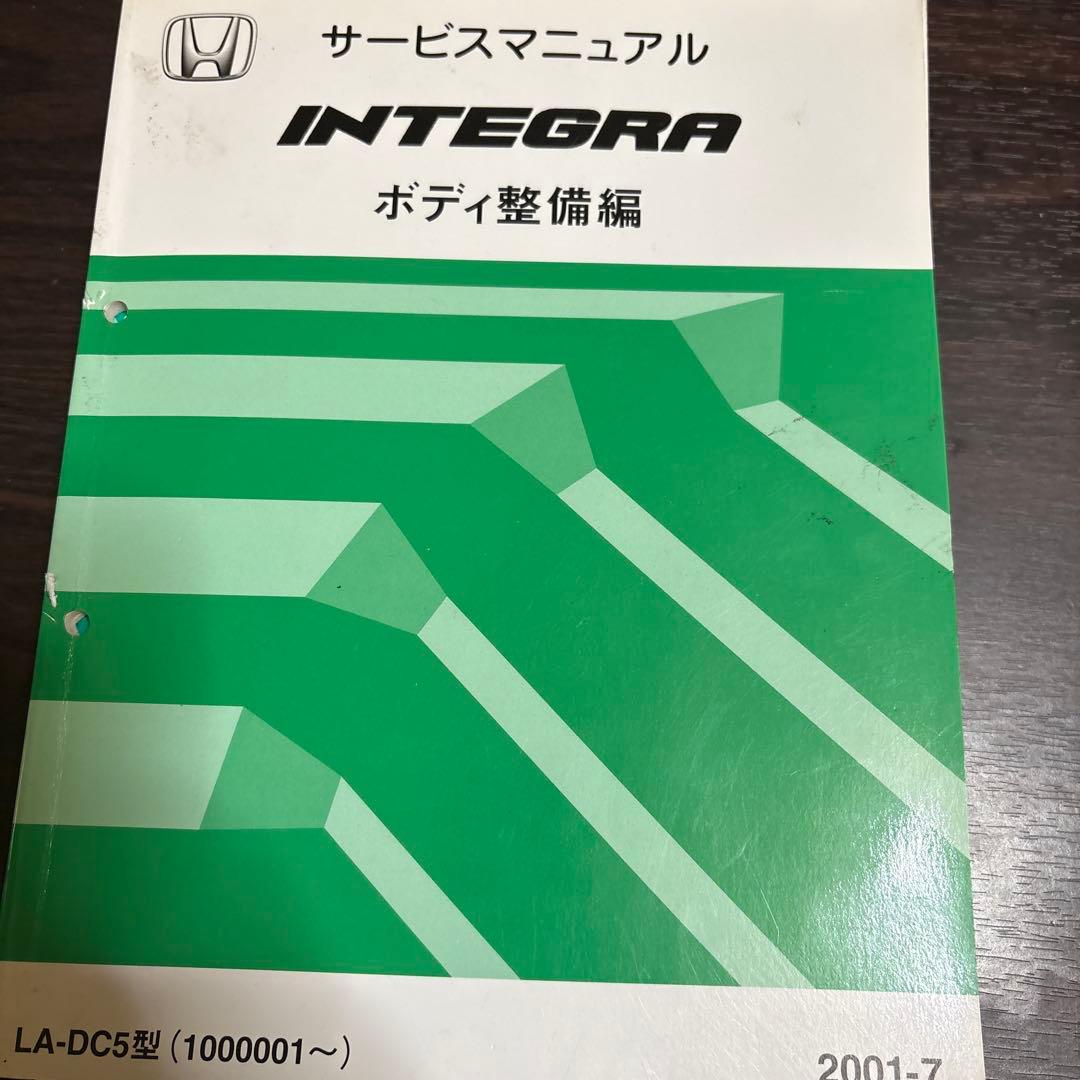 サービスマニュアル
INTEGRA
ボディ整備編
LA-DC5型(1000001～)
2001-7